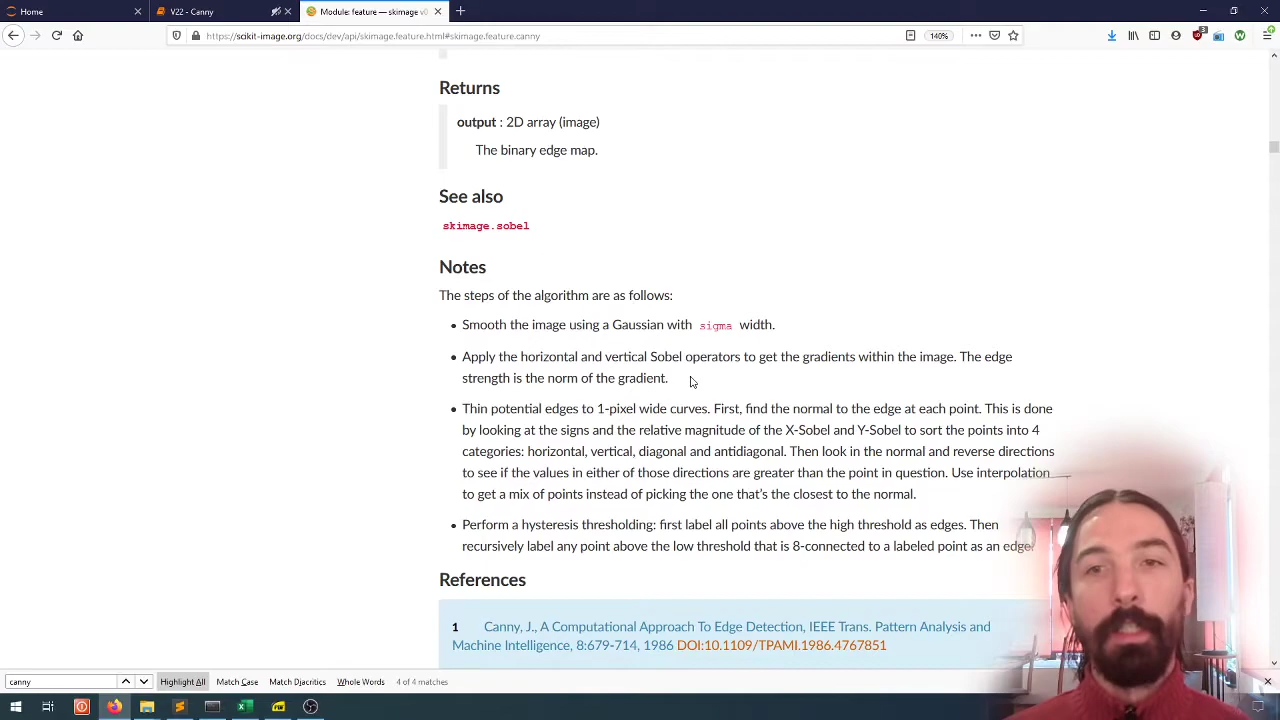 Home
V22 - Canny
Module: feature — skimage v0
https://scikit-image.org/docs/dev/api/skimage.feature.html#skimage.feature.canny
140%
Returns
output : 2D array (image)
The binary edge map.
See also
skimage.sobel
Notes
The steps of the algorithm are as follows:
Smooth the image using a Gaussian with sigma width.
Apply the horizontal and vertical Sobel operators to get the gradients within the image. The edge
strength is the norm of the gradient.
Thin potential edges to 1-pixel wide curves. First, find the normal to the edge at each point. This is done
by looking at the signs and the relative magnitude of the X-Sobel and Y-Sobel to sort the points into 4
categories: horizontal, vertical, diagonal and antidiagonal. Then look in the normal and reverse directions
to see if the values in either of those directions are greater than the point in question. Use interpolation
to get a mix of points instead of picking the one that's the closest to the normal.
Perform a hysteresis thresholding: first label all points above the high threshold as edges. Then
recursively label any point above the low threshold that is 8-connected to a labeled point as an edge.
References
1 Canny, J., A Computational Approach To Edge Detection, IEEE Trans. Pattern Analysis and
Machine Intelligence, 8:679-714, 1986 DOI:10.1109/TPAMI.1986.4767851
canny
Highlight All
Match Case
Match Diacritics
Whole Words
4 of 4 matches